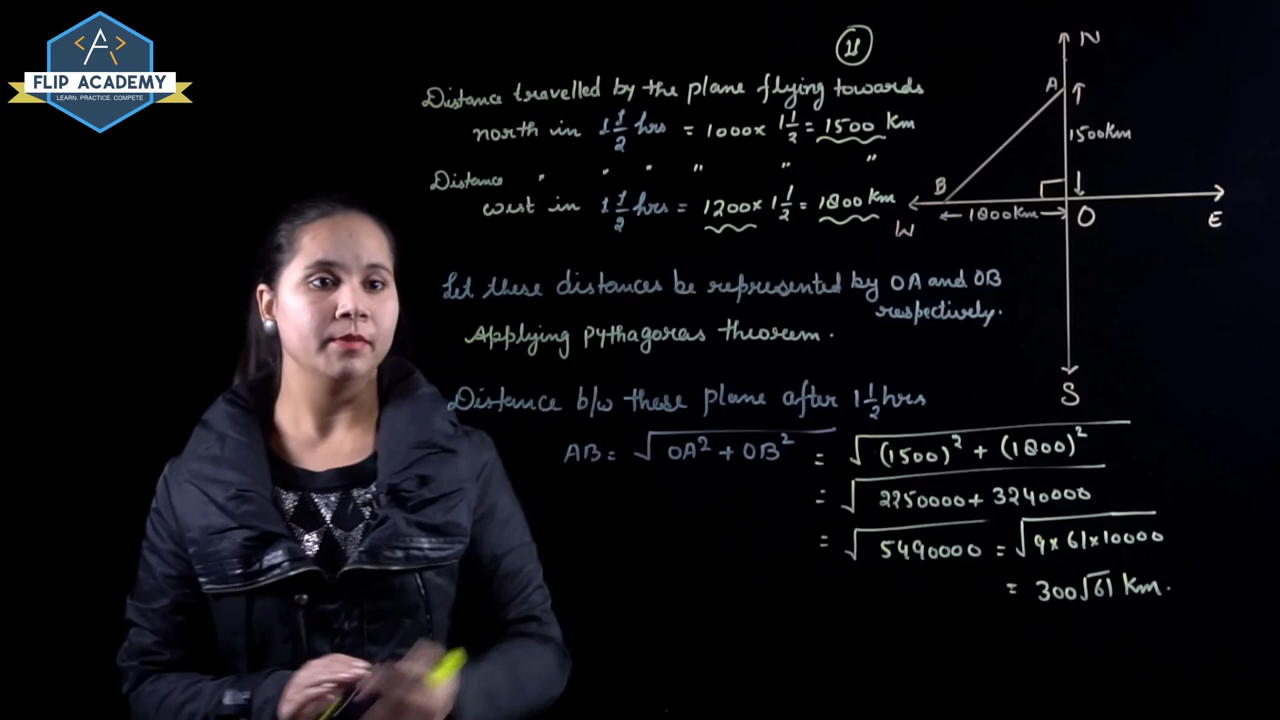 FLIP ACADEMY
LEARN. PRACTICE. COMPETE
11
Distance travelled by the plane flying towards
north in 1 1/2 hrs = 1000 x 1 1/2 = 1500 Km
Distance " " " " " "
west in 1 1/2 hrs = 1200 x 1 1/2 = 1800 Km
Let these distances be represented by OA and OB
respectively.
Applying pythagoras theorem.
Distance b/w these plane after 1 1/2 hrs
AB = √OA² + OB² = √(1500)² + (1800)²
= √2250000 + 3240000
= √5490000 = √9 x 61 x 10000
= 300√61 Km.
N
A
1500Km
B
W
1800Km
O
E
S